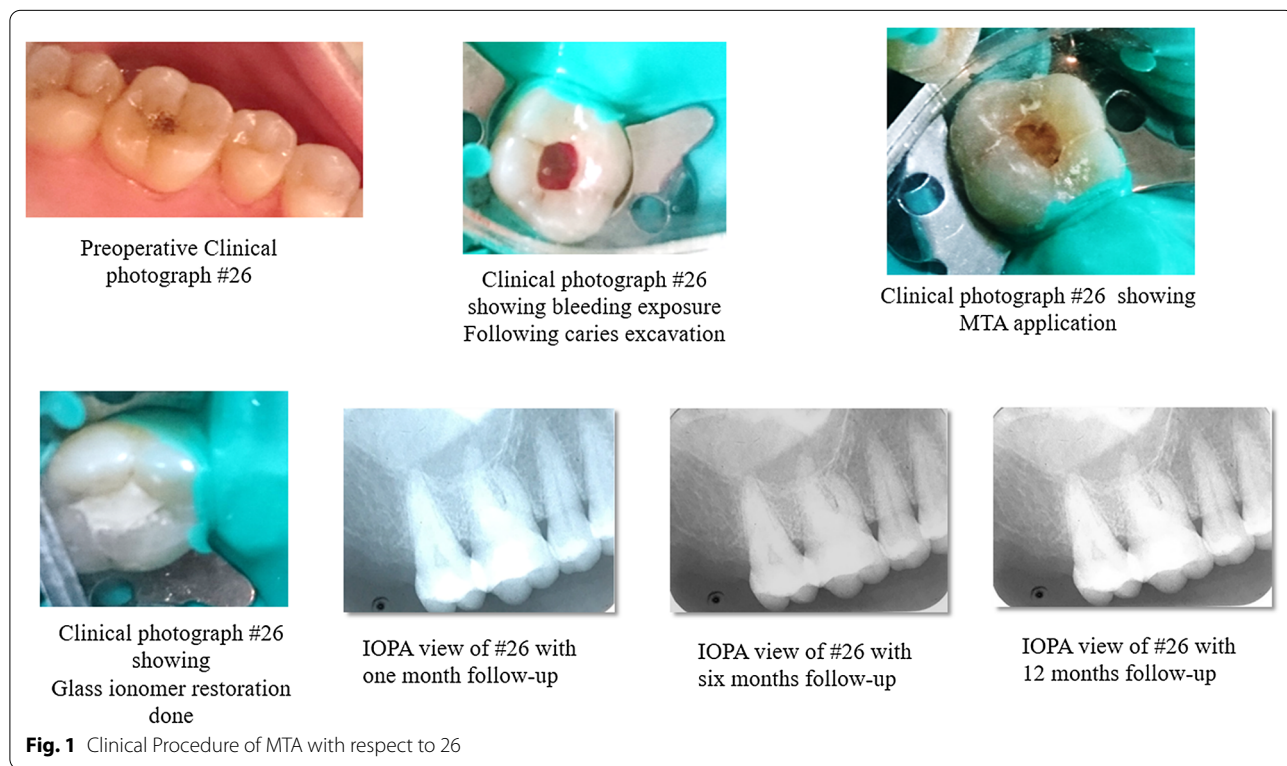 Preoperative Clinical
photograph #26
Clinical photograph #26
showing bleeding exposure
Following caries excavation
Clinical photograph #26 showing
MTA application
Clinical photograph #26
showing
Glass ionomer restoration
done
IOPA view of #26 with
one month follow-up
IOPA view of #26 with
six months follow-up
IOPA view of #26 with
12 months follow-up
Fig. 1 Clinical Procedure of MTA with respect to 26